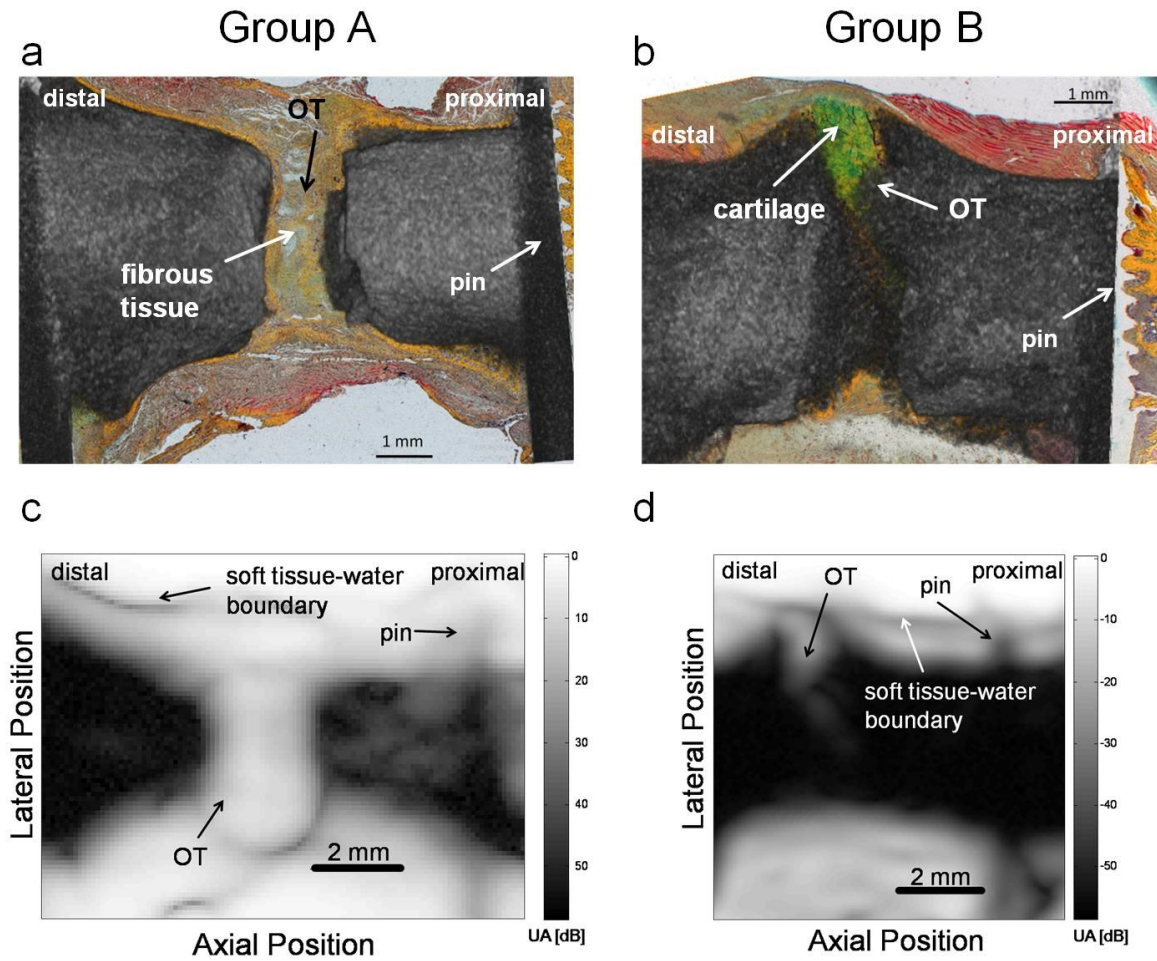 Group A
Group B
a
distal
OT
proximal
fibrous
tissue
pin
1 mm
b
1 mm
distal
proximal
cartilage
OT
pin
c
distal
soft tissue-water
boundary
proximal
pin
OT
2 mm
Lateral Position
Axial Position
0
10
20
30
40
50
UA [dB]
d
distal
OT
pin
proximal
soft tissue-water
boundary
2 mm
Lateral Position
Axial Position
0
-10
-20
-30
-40
-50
UA [dB]